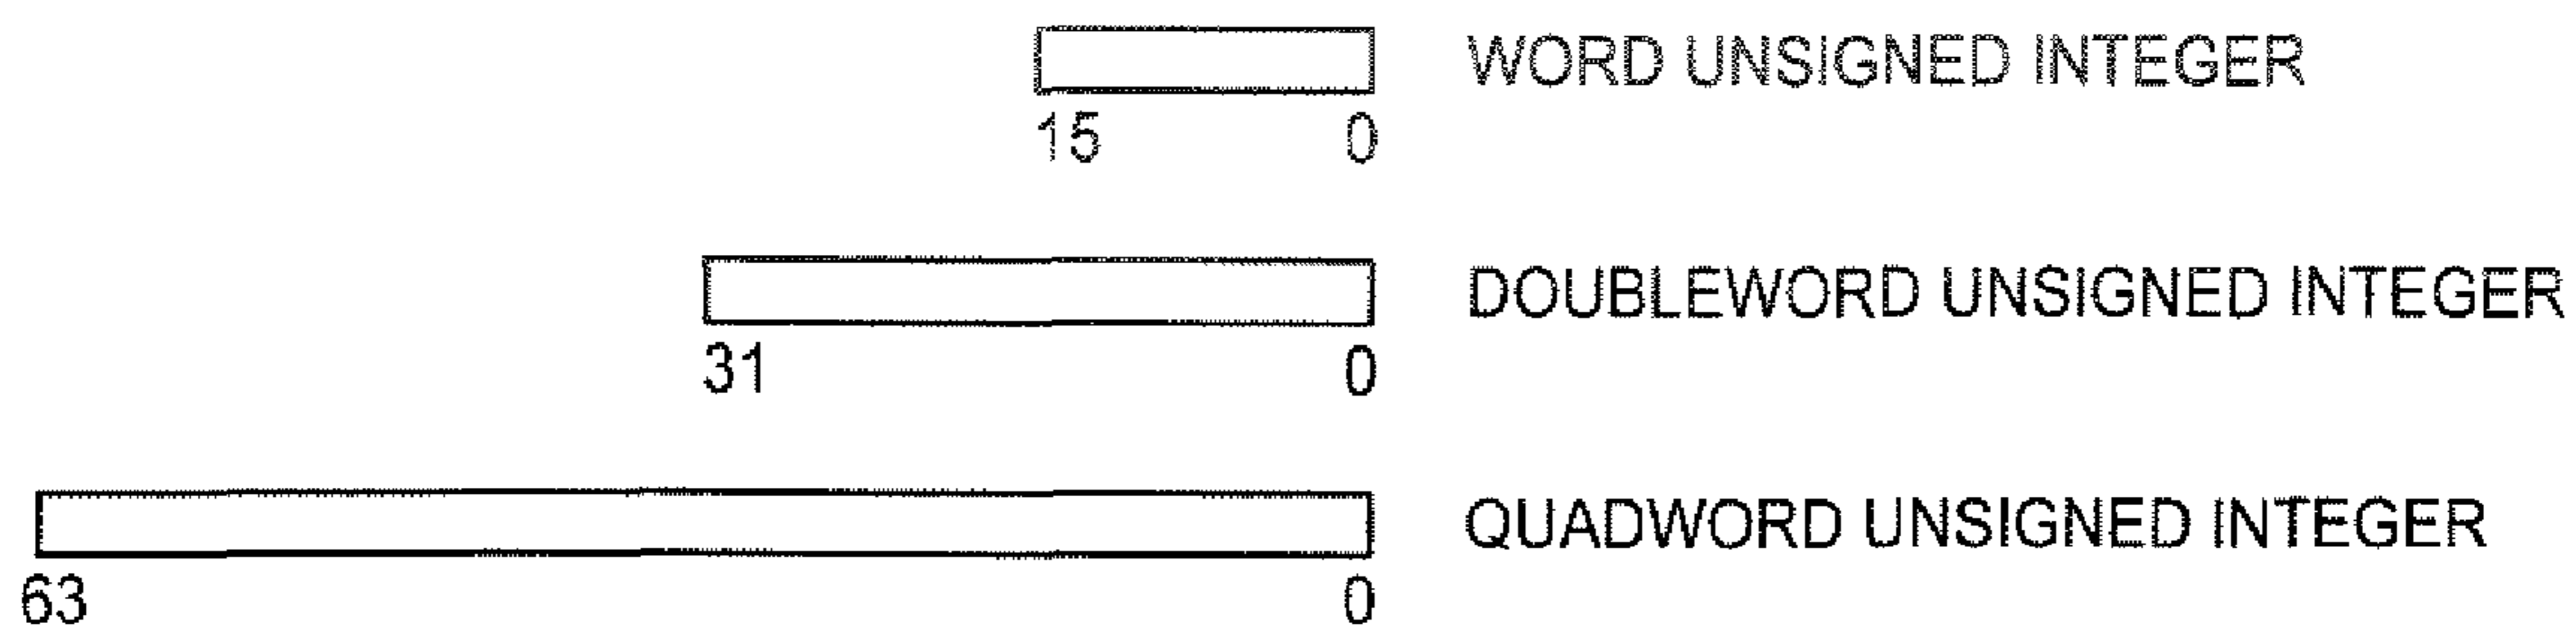 WORD UNSIGNED INTEGER
15 0
DOUBLEWORD UNSIGNED INTEGER
31 0
QUADWORD UNSIGNED INTEGER
63 0